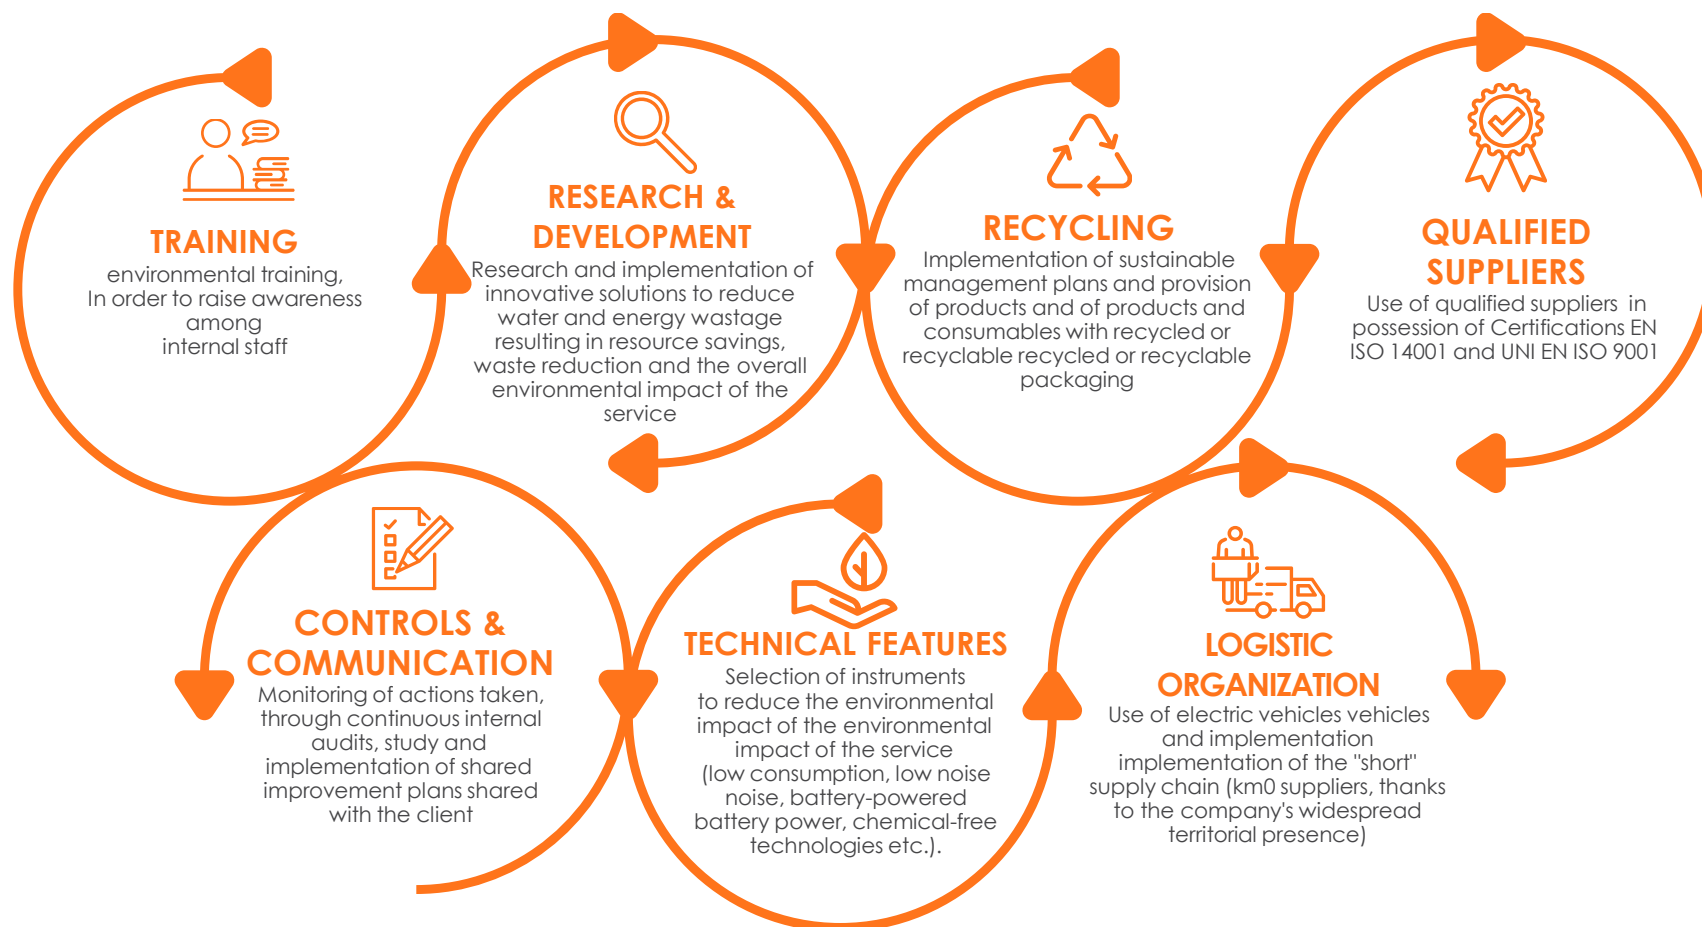 TRAINING
environmental training,
In order to raise awareness
among
internal staff
RESEARCH &
DEVELOPMENT
Research and implementation of
innovative solutions to reduce
water and energy wastage
resulting in resource savings,
waste reduction and the overall
environmental impact of the
service
RECYCLING
Implementation of sustainable
management plans and provision
of products and of products and
consumables with recycled or
recyclable recycled or recyclable
packaging
QUALIFIED
SUPPLIERS
Use of qualified suppliers in
possession of Certifications EN
ISO 14001 and UNI EN ISO 9001
CONTROLS &
COMMUNICATION
Monitoring of actions taken,
through continuous internal
audits, study and
implementation of shared
improvement plans shared
with the client
TECHNICAL FEATURES
Selection of instruments
to reduce the environmental
impact of the environmental
impact of the service
(low consumption, low noise
noise, battery-powered
battery power, chemical-free
technologies etc.).
LOGISTIC
ORGANIZATION
Use of electric vehicles vehicles
and implementation
implementation of the "short"
supply chain (km0 suppliers, thanks
to the company's widespread
territorial presence)